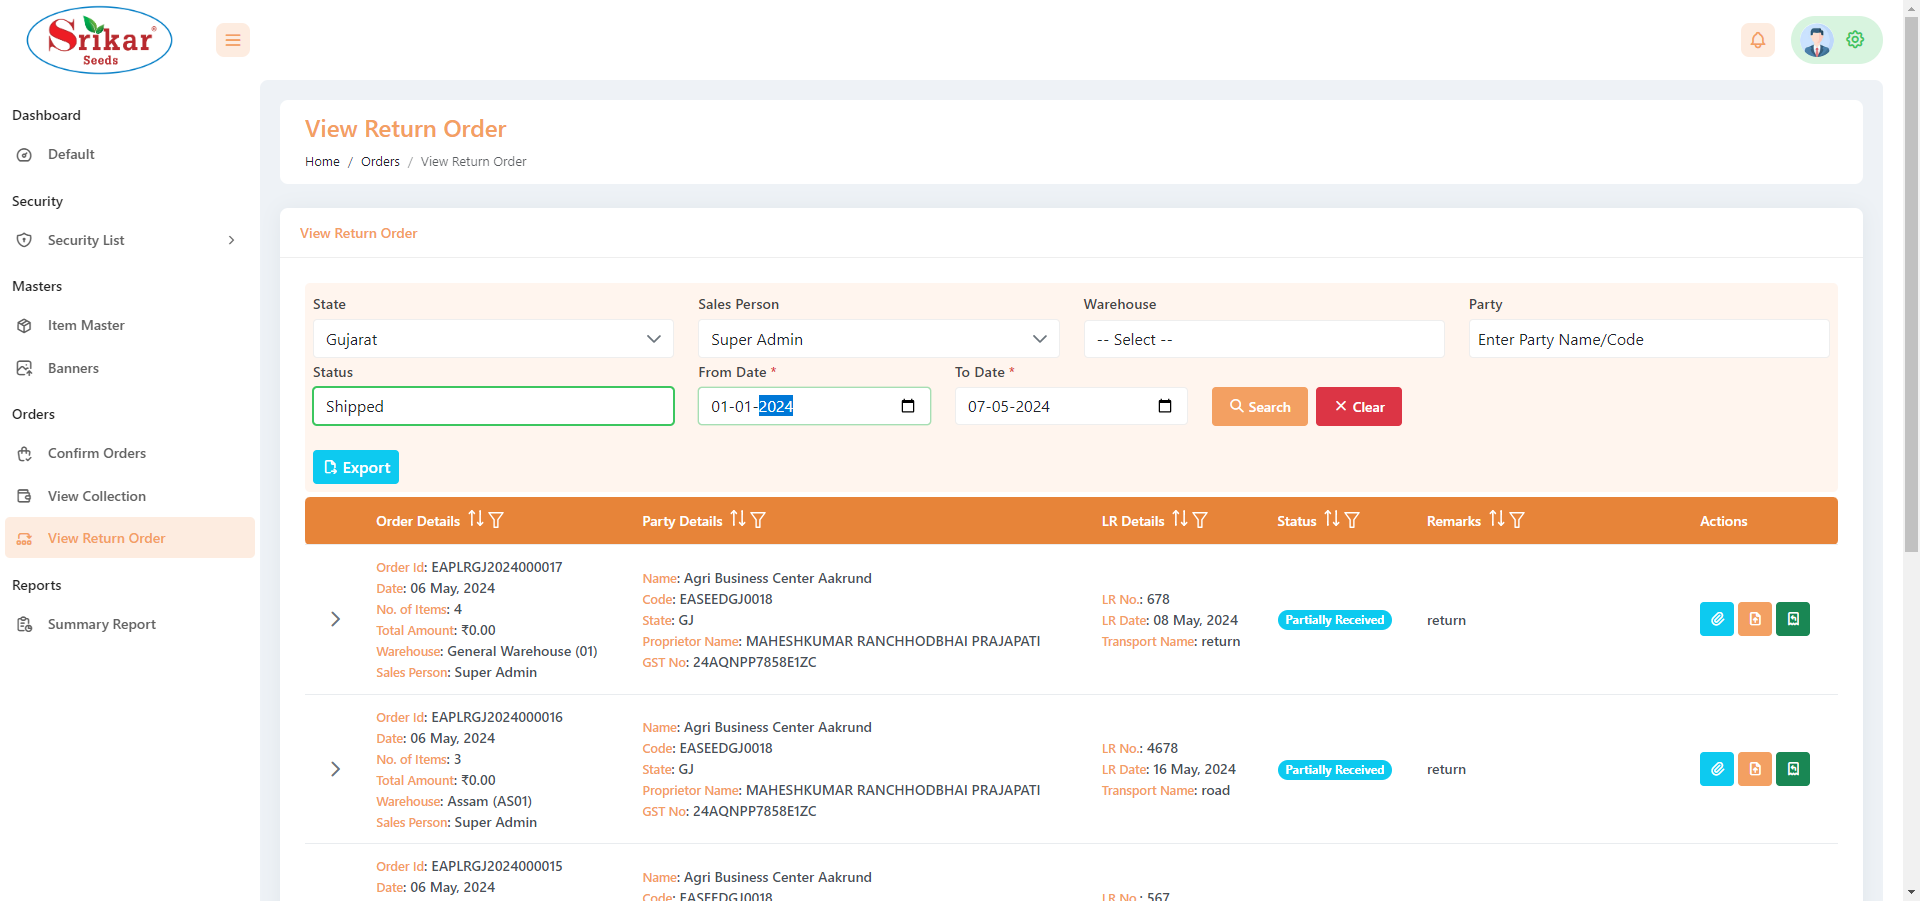 Srikar®
Seeds
Dashboard
Default
Security
Security List
Masters
Item Master
Banners
Orders
Confirm Orders
View Collection
View Return Order
Reports
Summary Report
View Return Order
Home / Orders / View Return Order
View Return Order
State Sales Person Warehouse Party
Gujarat Super Admin -- Select -- Enter Party Name/Code
Status From Date * To Date *
Shipped 01-01-2024 07-05-2024 Search Clear
Export
Order Details Party Details LR Details Status Remarks Actions
Order Id: EAPLRGJ2024000017
Date: 06 May, 2024
No. of Items: 4
Total Amount: ₹0.00
Warehouse: General Warehouse (01)
Sales Person: Super Admin
Name: Agri Business Center Aakrund
Code: EASEEDGJ0018
State: GJ
Proprietor Name: MAHESHKUMAR RANCHHODBHAI PRAJAPATI
GST No: 24AQNPP7858E1ZC
LR No.: 678
LR Date: 08 May, 2024
Transport Name: return
Partially Received
return
Order Id: EAPLRGJ2024000016
Date: 06 May, 2024
No. of Items: 3
Total Amount: ₹0.00
Warehouse: Assam (AS01)
Sales Person: Super Admin
Name: Agri Business Center Aakrund
Code: EASEEDGJ0018
State: GJ
Proprietor Name: MAHESHKUMAR RANCHHODBHAI PRAJAPATI
GST No: 24AQNPP7858E1ZC
LR No.: 4678
LR Date: 16 May, 2024
Transport Name: road
Partially Received
return
Order Id: EAPLRGJ2024000015
Date: 06 May, 2024
Name: Agri Business Center Aakrund
Code: EASEEDGJ0018
LR No.: 567